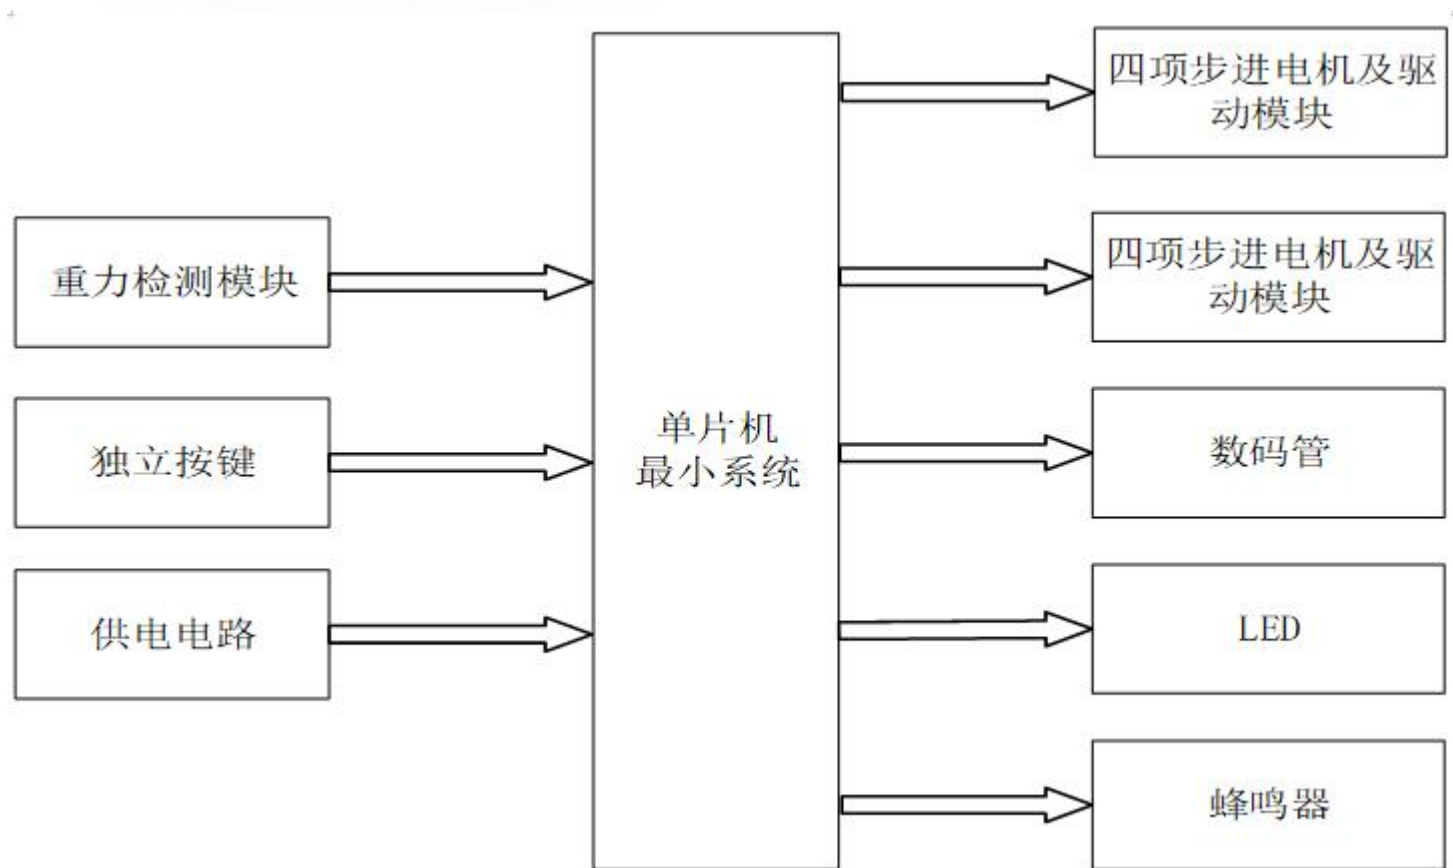 重力检测模块
独立按键
供电电路
单片机
最小系统
四项步进电机及驱
动模块
四项步进电机及驱
动模块
数码管
LED
蜂鸣器